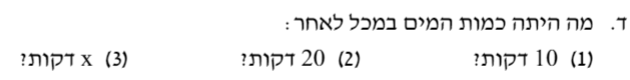 ד. מה היתה כמות המים במכל לאחר:
(1) 10 דקות? (2) 20 דקות? (3) x דקות?